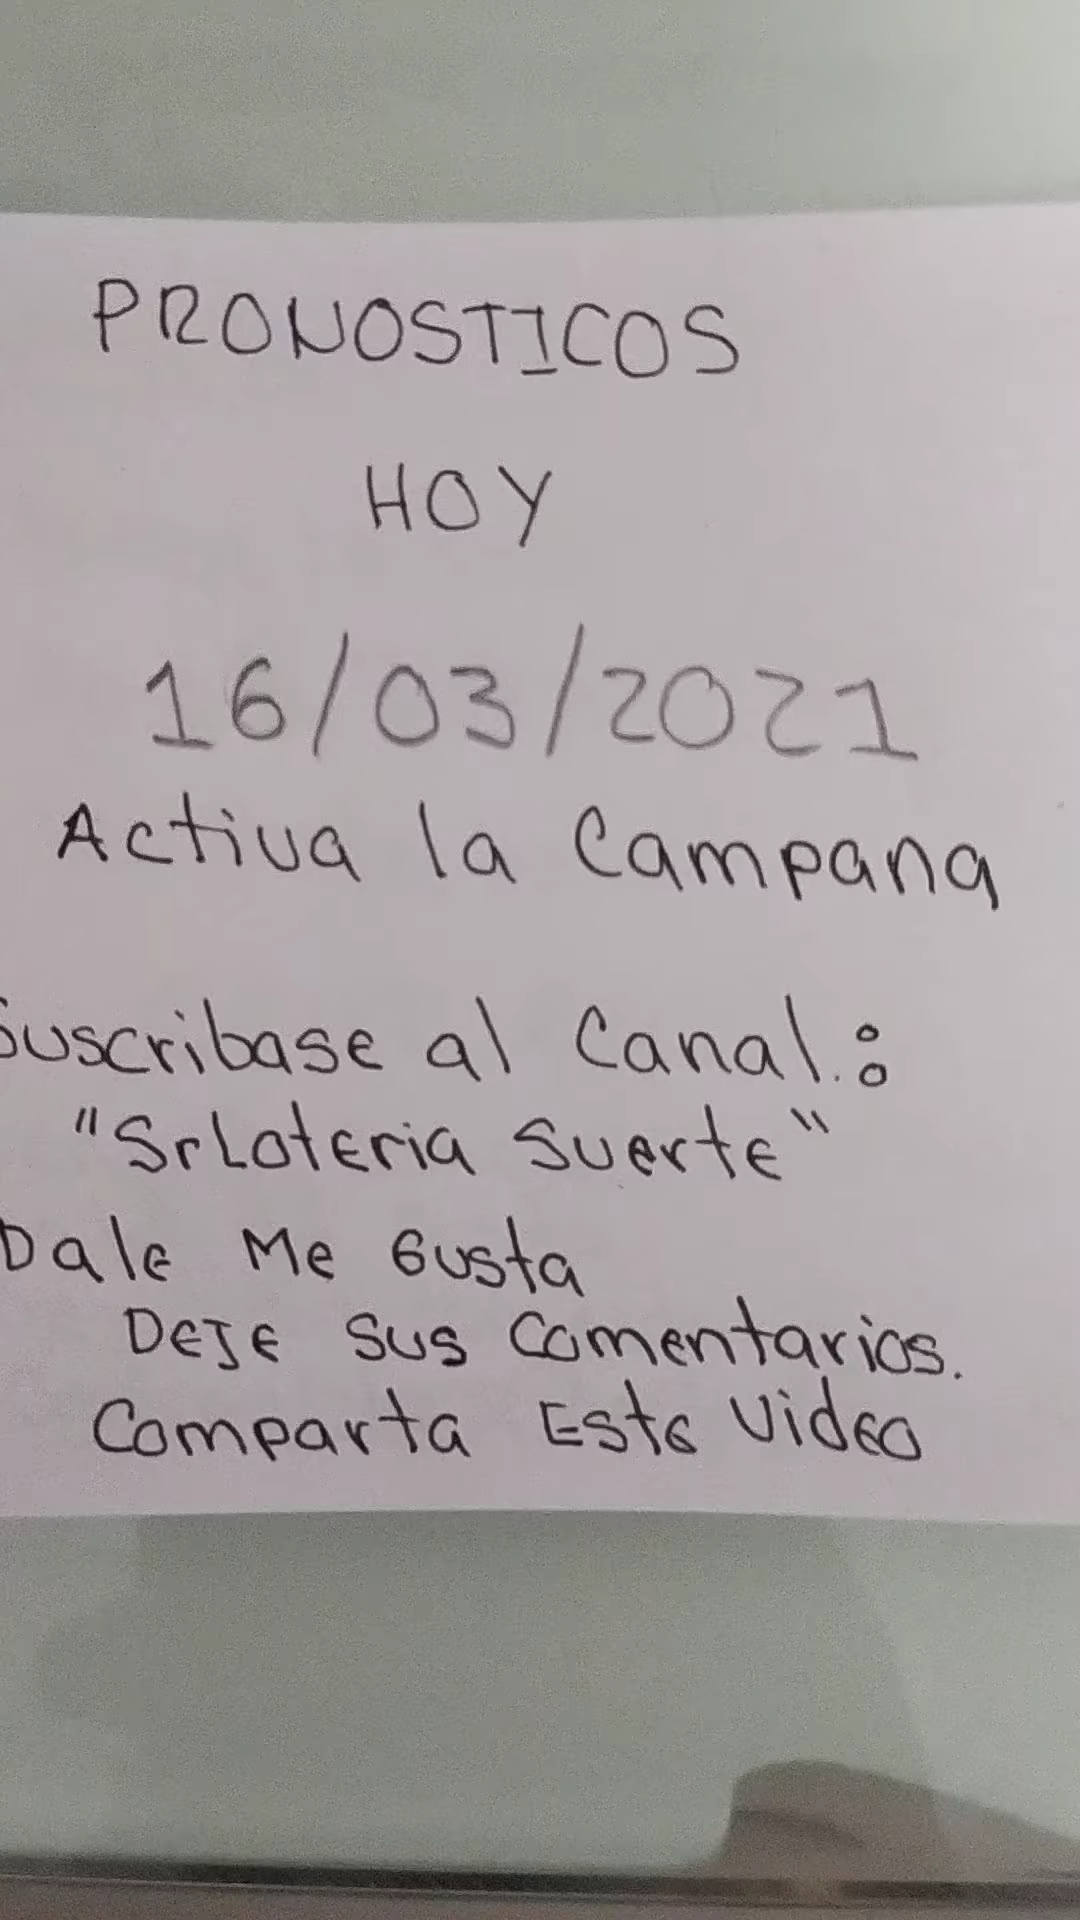 PRONOSTICOS
HOY
16/03/2021
Activa la Campana
Suscribase al Canal.:
"SrLoteria Suerte"
Dale Me Gusta
DEJE Sus Comentarios.
Comparta Este Video